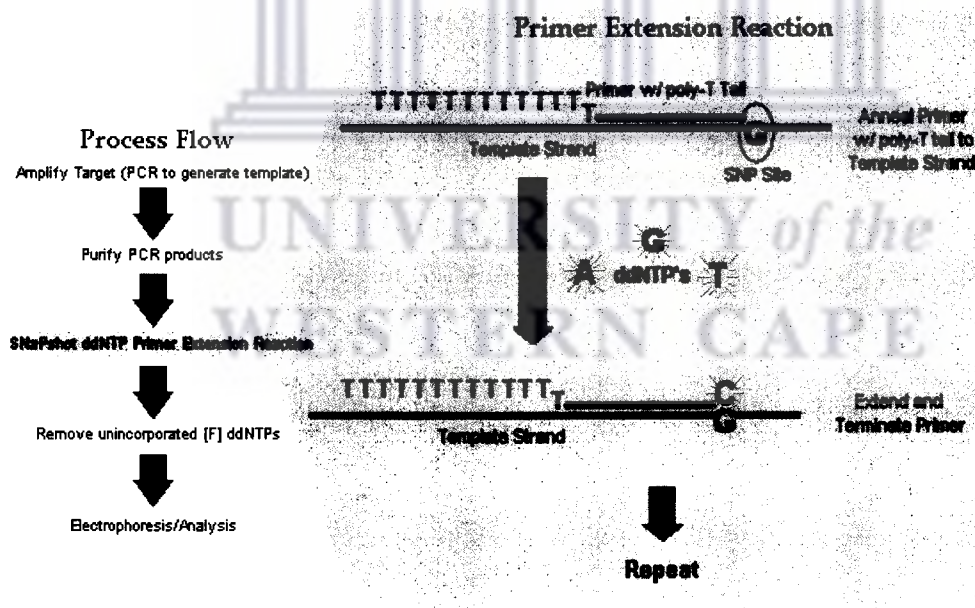 Primer Extension Reaction
TTTTTTTTTTTT
T
Primer w/ poly-T Tail
G
Template Strand
SNP Site
Anneal Primer
w/ poly-T tail to
Template Strand
Process Flow
Amplify Target (PCR to generate template)
Purify PCR products
SNaPshot ddNTP Primer Extension Reaction
Remove unincorporated [F] ddNTPs
Electrophoresis/Analysis
UNIVERSITY of the
WESTERN CAPE
G
A ddNTP's T
TTTTTTTTTTTT
T
C
G
Template Strand
Extend and
Terminate Primer
Repeat